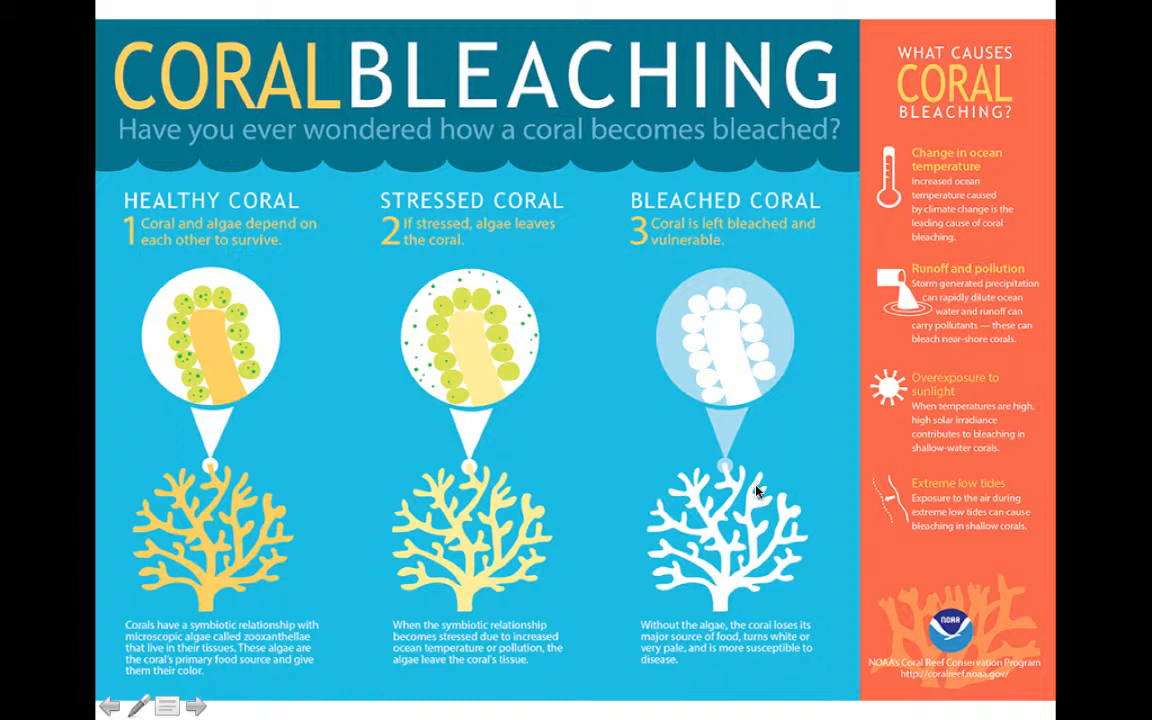 CORALBLEACHING
Have you ever wondered how a coral becomes bleached?
HEALTHY CORAL
1 Coral and algae depend on
each other to survive.
Corals have a symbiotic relationship with
microscopic algae called zooxanthellae
that live in their tissues. These algae are
the coral's primary food source and give
them their color.
STRESSED CORAL
2 If stressed, algae leaves
the coral.
When the symbiotic relationship
becomes stressed due to increased
ocean temperature or pollution, the
algae leave the coral's tissue.
BLEACHED CORAL
3 Coral is left bleached and
vulnerable.
Without the algae, the coral loses its
major source of food, turns white or
very pale, and is more susceptible to
disease.
WHAT CAUSES
CORAL
BLEACHING?
Change in ocean
temperature
Increased ocean
temperature caused
by climate change is the
leading cause of coral
bleaching.
Runoff and pollution
Storm generated precipitation
can rapidly dilute ocean
water and runoff can
carry pollutants — these can
bleach near-shore corals.
Overexposure to
sunlight
When temperatures are high,
high solar irradiance
contributes to bleaching in
shallow-water corals.
Extreme low tides
Exposure to the air during
extreme low tides can cause
bleaching in shallow corals.
NOAA
NOAA's Coral Reef Conservation Program
http://coralreef.noaa.gov/